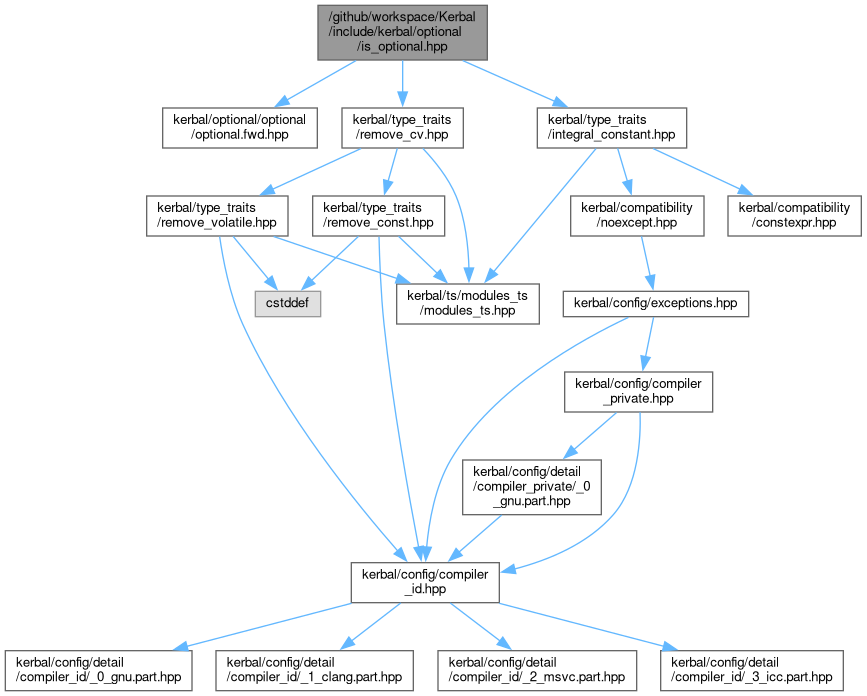 /github/workspace/Kerbal
/include/kerbal/optional
/is_optional.hpp
kerbal/optional/optional
/optional.fwd.hpp
kerbal/type_traits
/remove_cv.hpp
kerbal/type_traits
/integral_constant.hpp
kerbal/type_traits
/remove_volatile.hpp
kerbal/type_traits
/remove_const.hpp
kerbal/compatibility
/noexcept.hpp
kerbal/compatibility
/constexpr.hpp
cstddef
kerbal/ts/modules_ts
/modules_ts.hpp
kerbal/config/exceptions.hpp
kerbal/config/compiler
_private.hpp
kerbal/config/detail
/compiler_private/_0
_gnu.part.hpp
kerbal/config/compiler
_id.hpp
kerbal/config/detail
/compiler_id/_0_gnu.part.hpp
kerbal/config/detail
/compiler_id/_1_clang.part.hpp
kerbal/config/detail
/compiler_id/_2_msvc.part.hpp
kerbal/config/detail
/compiler_id/_3_icc.part.hpp